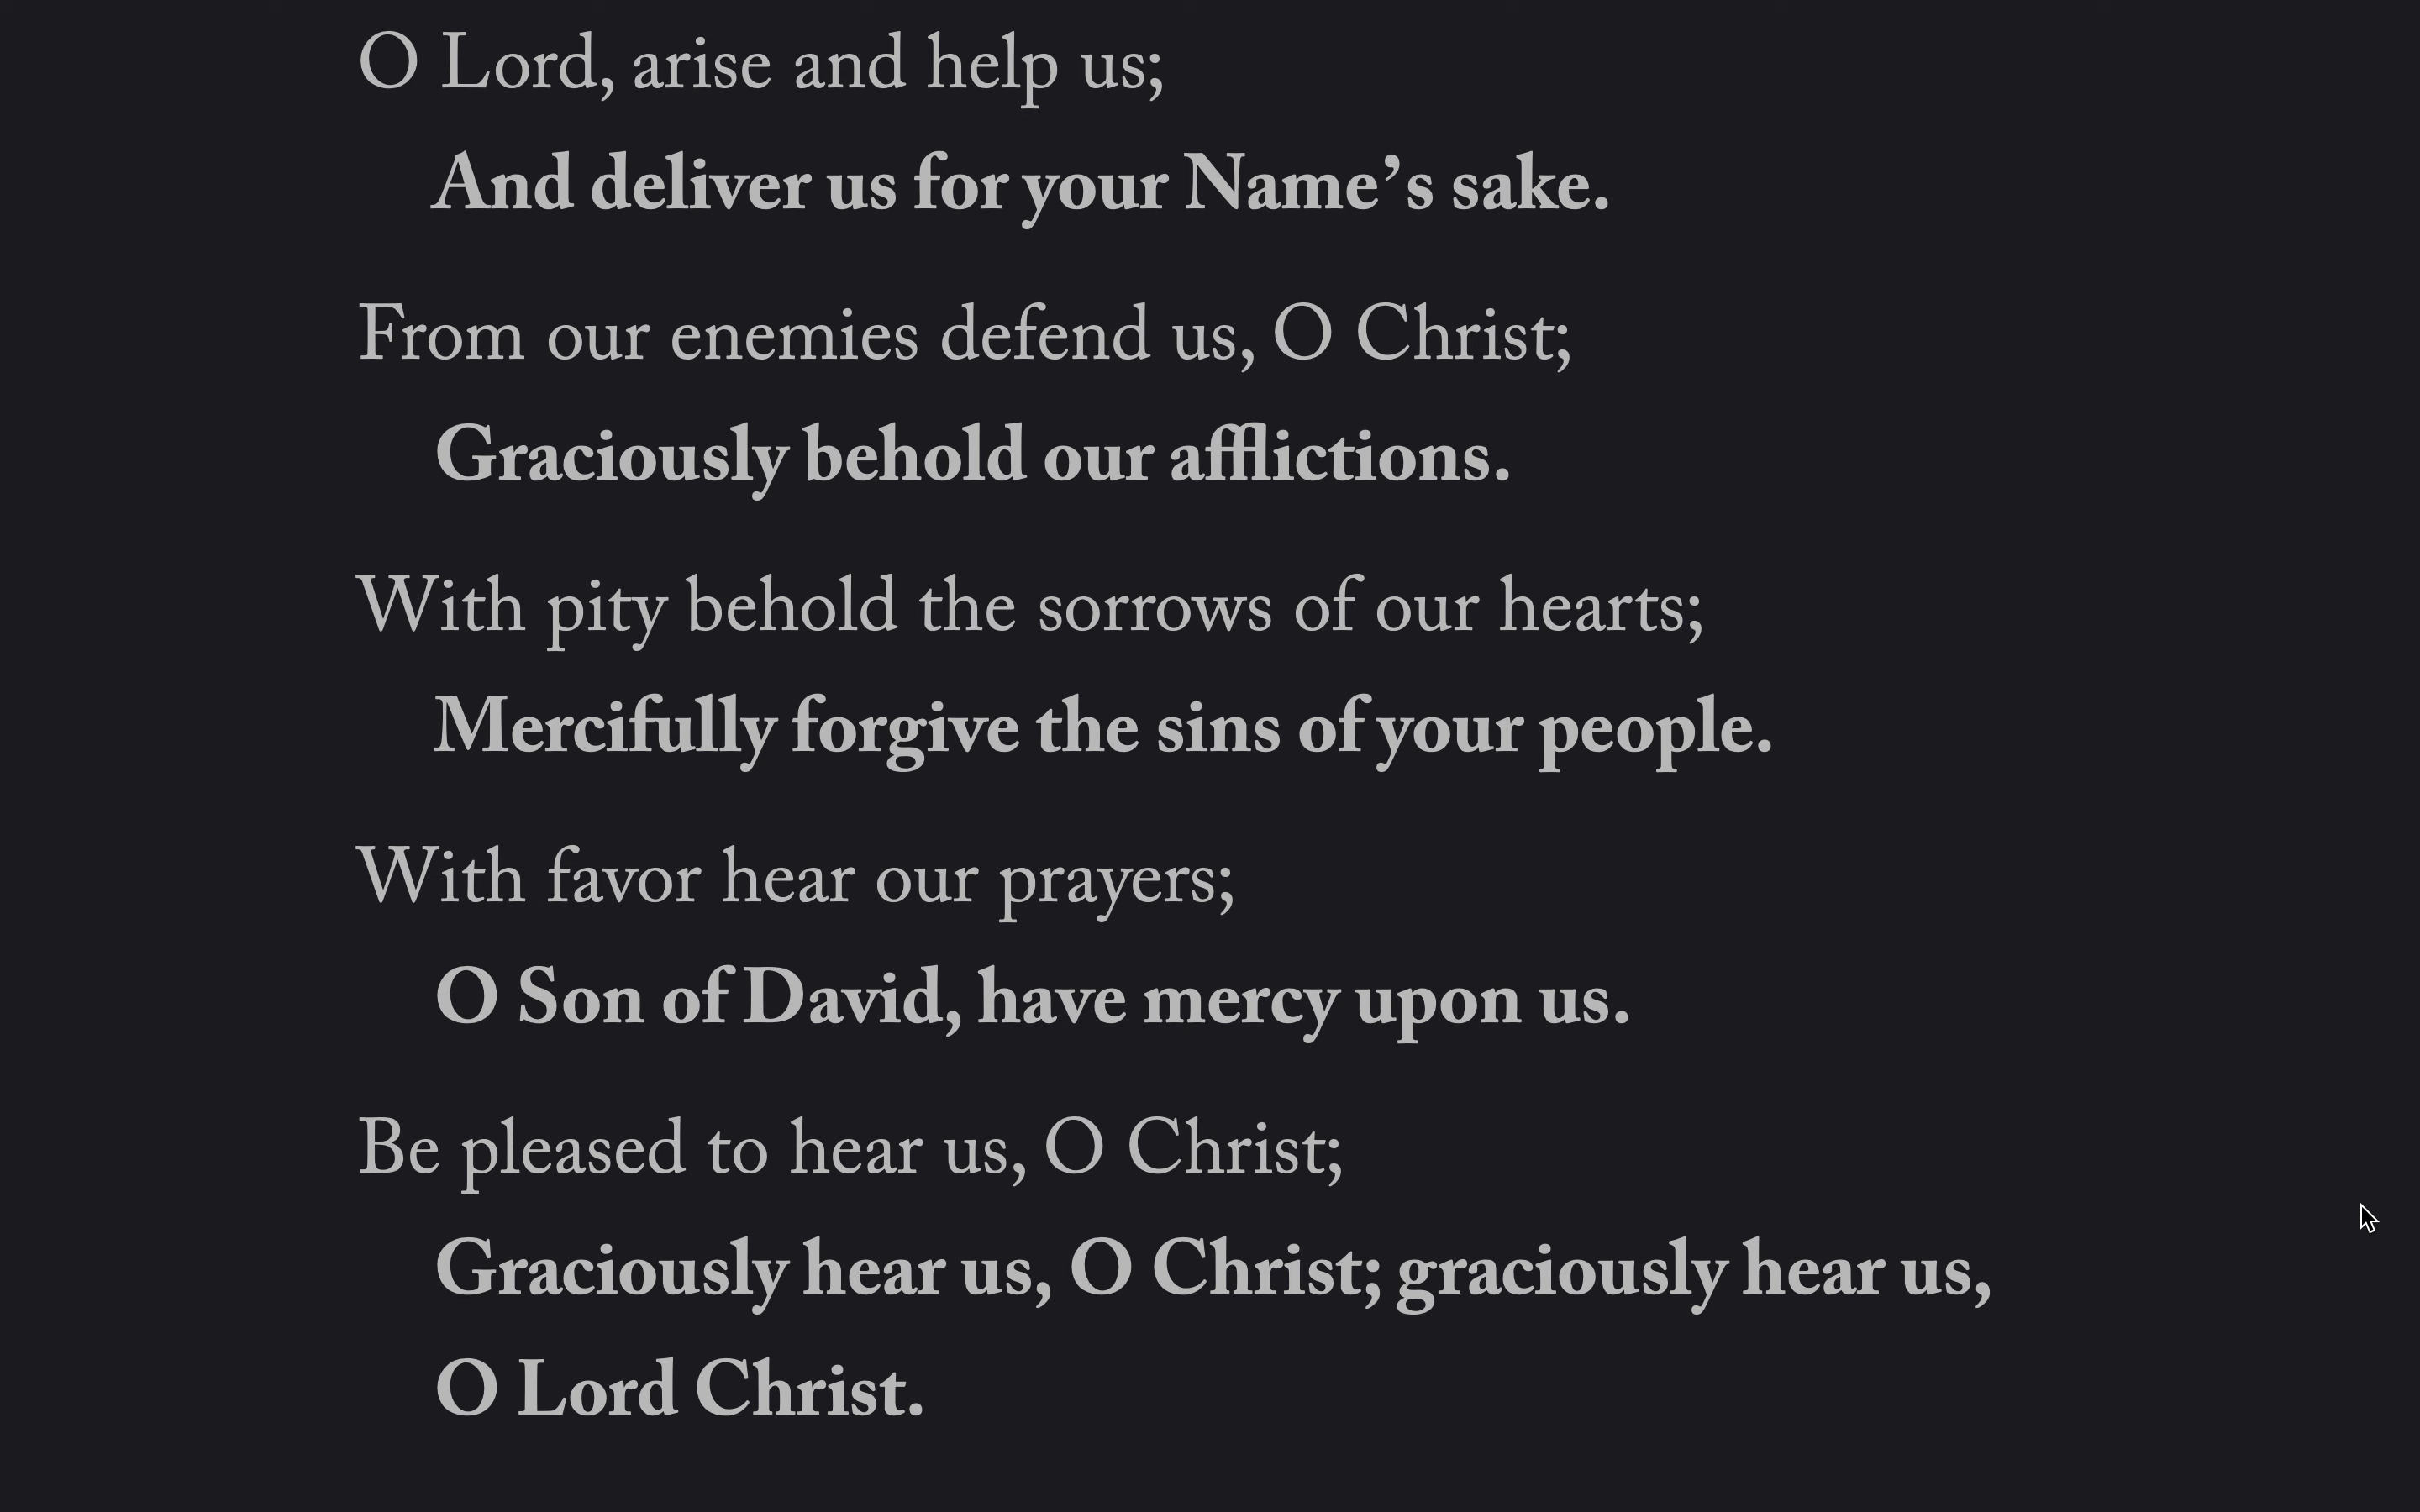 O Lord, arise and help us;
And deliver us for your Name’s sake.
From our enemies defend us, O Christ;
Graciously behold our afflictions.
With pity behold the sorrows of our hearts;
Mercifully forgive the sins of your people.
With favor hear our prayers;
O Son of David, have mercy upon us.
Be pleased to hear us, O Christ;
Graciously hear us, O Christ; graciously hear us,
O Lord Christ.